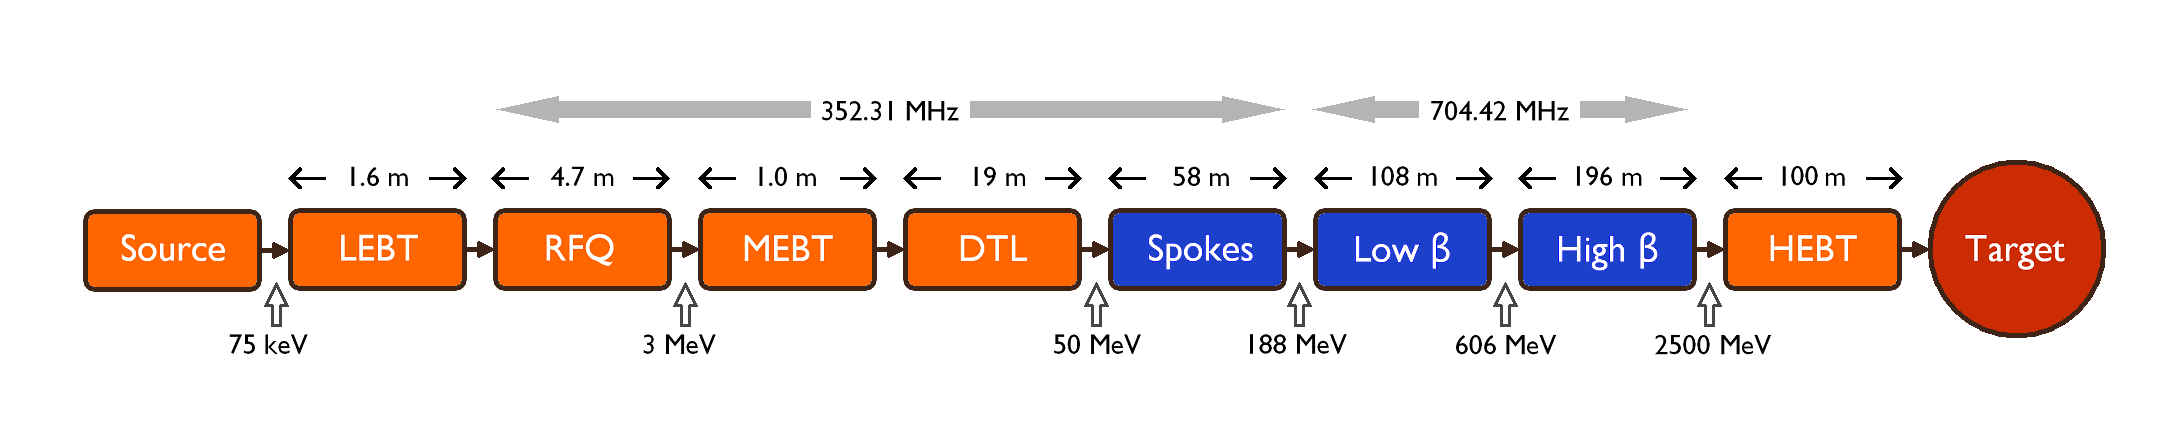 352.31 MHz 704.42 MHz
1.6 m 4.7 m 1.0 m 19 m 58 m 108 m 196 m 100 m
Source LEBT RFQ MEBT DTL Spokes Low β High β HEBT Target
75 keV 3 MeV 50 MeV 188 MeV 606 MeV 2500 MeV